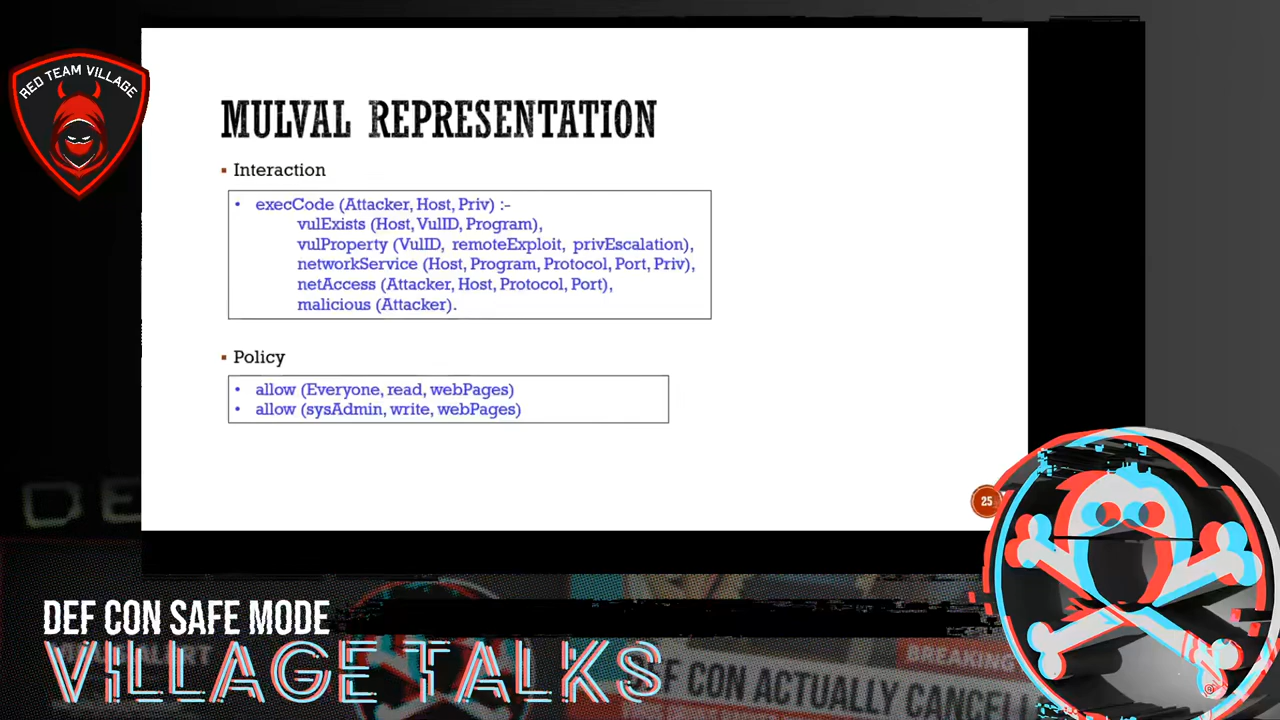 RED TEAM VILLAGE
MULVAL REPRESENTATION
▪ Interaction
• execCode (Attacker, Host, Priv) :-
vulExists (Host, VulID, Program),
vulProperty (VulID, remoteExploit, privEscalation),
networkService (Host, Program, Protocol, Port, Priv),
netAccess (Attacker, Host, Protocol, Port),
malicious (Attacker).
▪ Policy
• allow (Everyone, read, webPages)
• allow (sysAdmin, write, webPages)
25
DEF CON SAFE MODE
VILLAGE TALKS
BREAKING
DEF CON ACTUALLY CANCEL